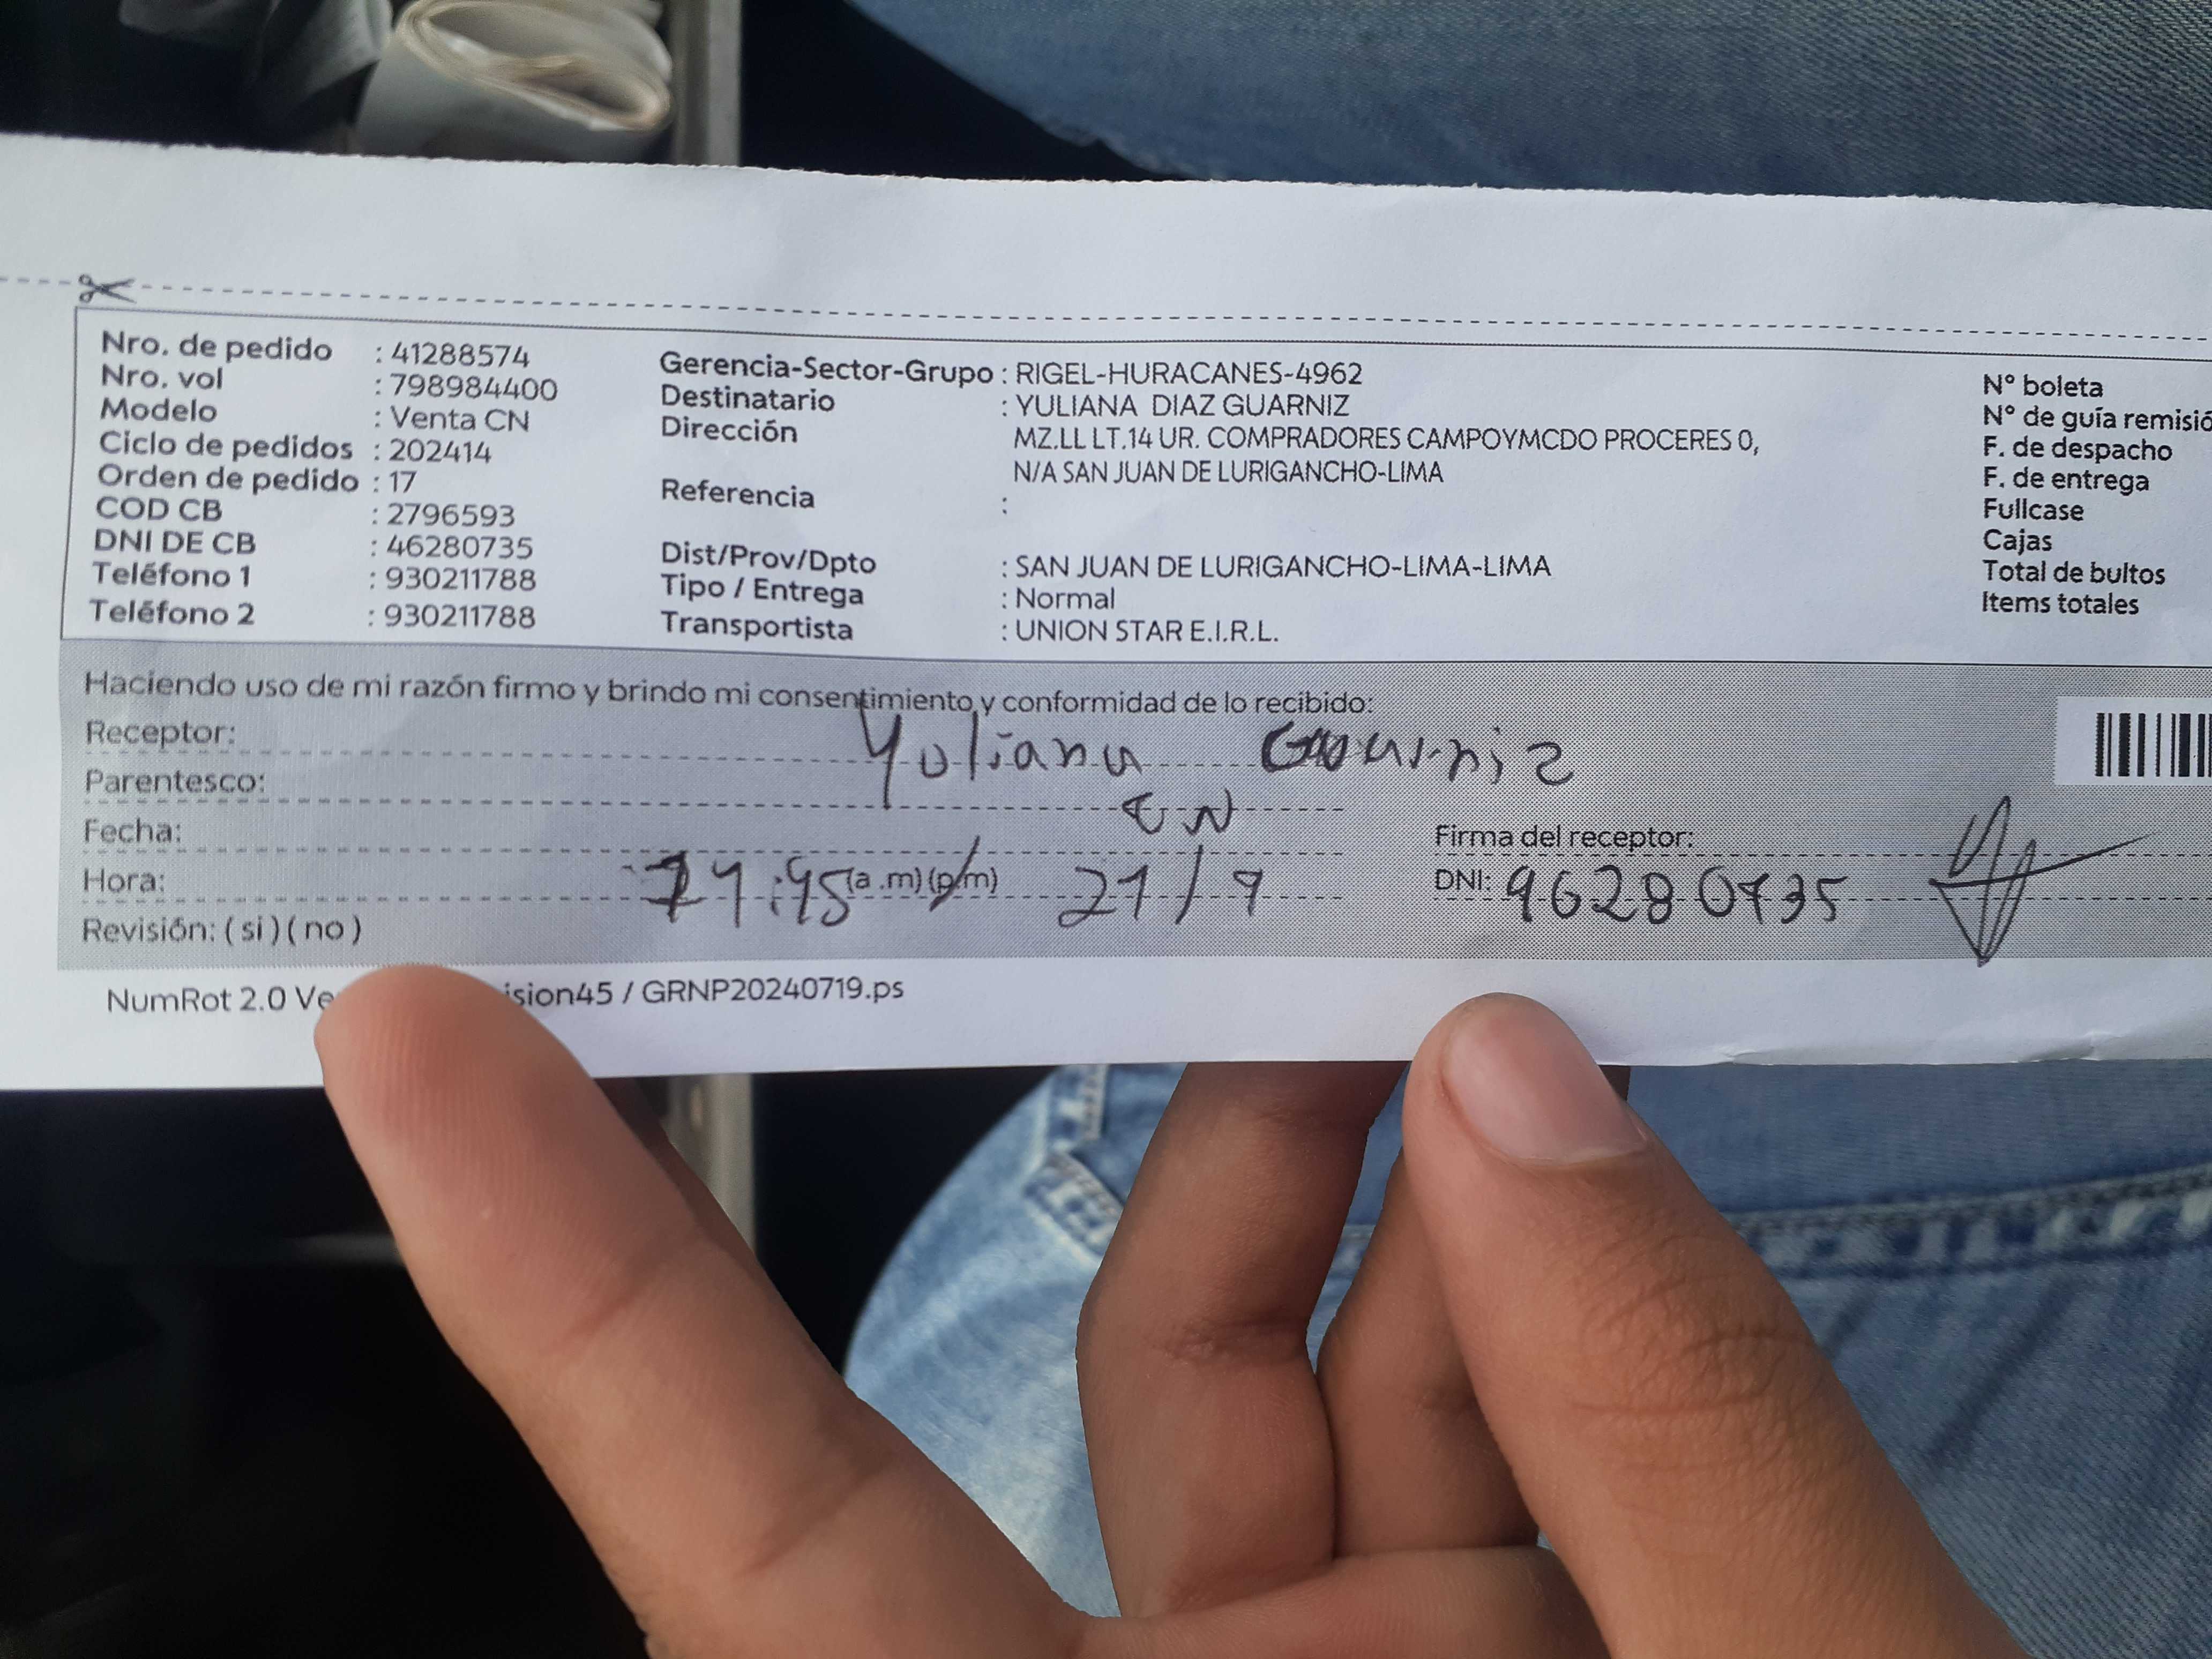 Nro. de pedido : 41288574
Nro. vol : 798984400
Modelo : Venta CN
Ciclo de pedidos : 202414
Orden de pedido : 17
COD CB : 2796593
DNI DE CB : 46280735
Teléfono 1 : 930211788
Teléfono 2 : 930211788
Gerencia-Sector-Grupo : RIGEL-HURACANES-4962
Destinatario : YULIANA DIAZ GUARNIZ
Dirección MZ.LL LT.14 UR. COMPRADORES CAMPOYMCDO PROCERES 0,
N/A SAN JUAN DE LURIGANCHO-LIMA
Referencia :
Dist/Prov/Dpto : SAN JUAN DE LURIGANCHO-LIMA-LIMA
Tipo / Entrega : Normal
Transportista : UNION STAR E.I.R.L.
N° boleta
N° de guía remisió
F. de despacho
F. de entrega
Fullcase
Cajas
Total de bultos
Items totales
Haciendo uso de mi razón firmo y brindo mi consentimiento y conformidad de lo recibido:
Receptor: Yuliana Guarniz
Parentesco: CN
Fecha:
Hora: (a.m) (p/m) 21/9
Revisión: ( si ) ( no )
Firma del receptor:
DNI: 96280735
NumRot 2.0 Ve ision45 / GRNP20240719.ps